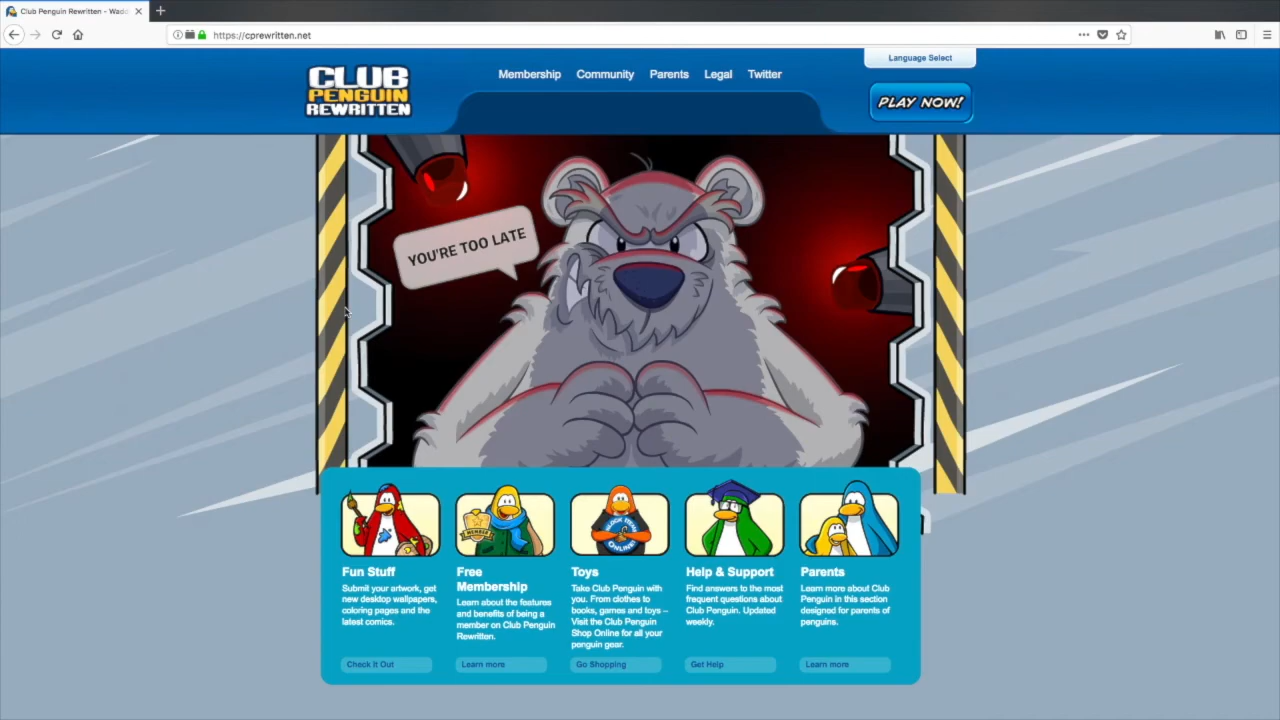 Club Penguin Rewritten - Wadd
https://cprewritten.net
Language Select
CLUB
PENGUIN
REWRITTEN
Membership
Community
Parents
Legal
Twitter
PLAY NOW!
YOU'RE TOO LATE
MEMBER
ONLINE!
Fun Stuff
Submit your artwork, get
new desktop wallpapers,
coloring pages and the
latest comics.
Check It Out
Free
Membership
Learn about the features
and benefits of being a
member on Club Penguin
Rewritten.
Learn more
Toys
Take Club Penguin with
you. From clothes to
books, games and toys –
Visit the Club Penguin
Shop Online for all your
penguin gear.
Go Shopping
Help & Support
Find answers to the most
frequent questions about
Club Penguin. Updated
weekly.
Get Help
Parents
Learn more about Club
Penguin in this section
designed for parents of
penguins.
Learn more